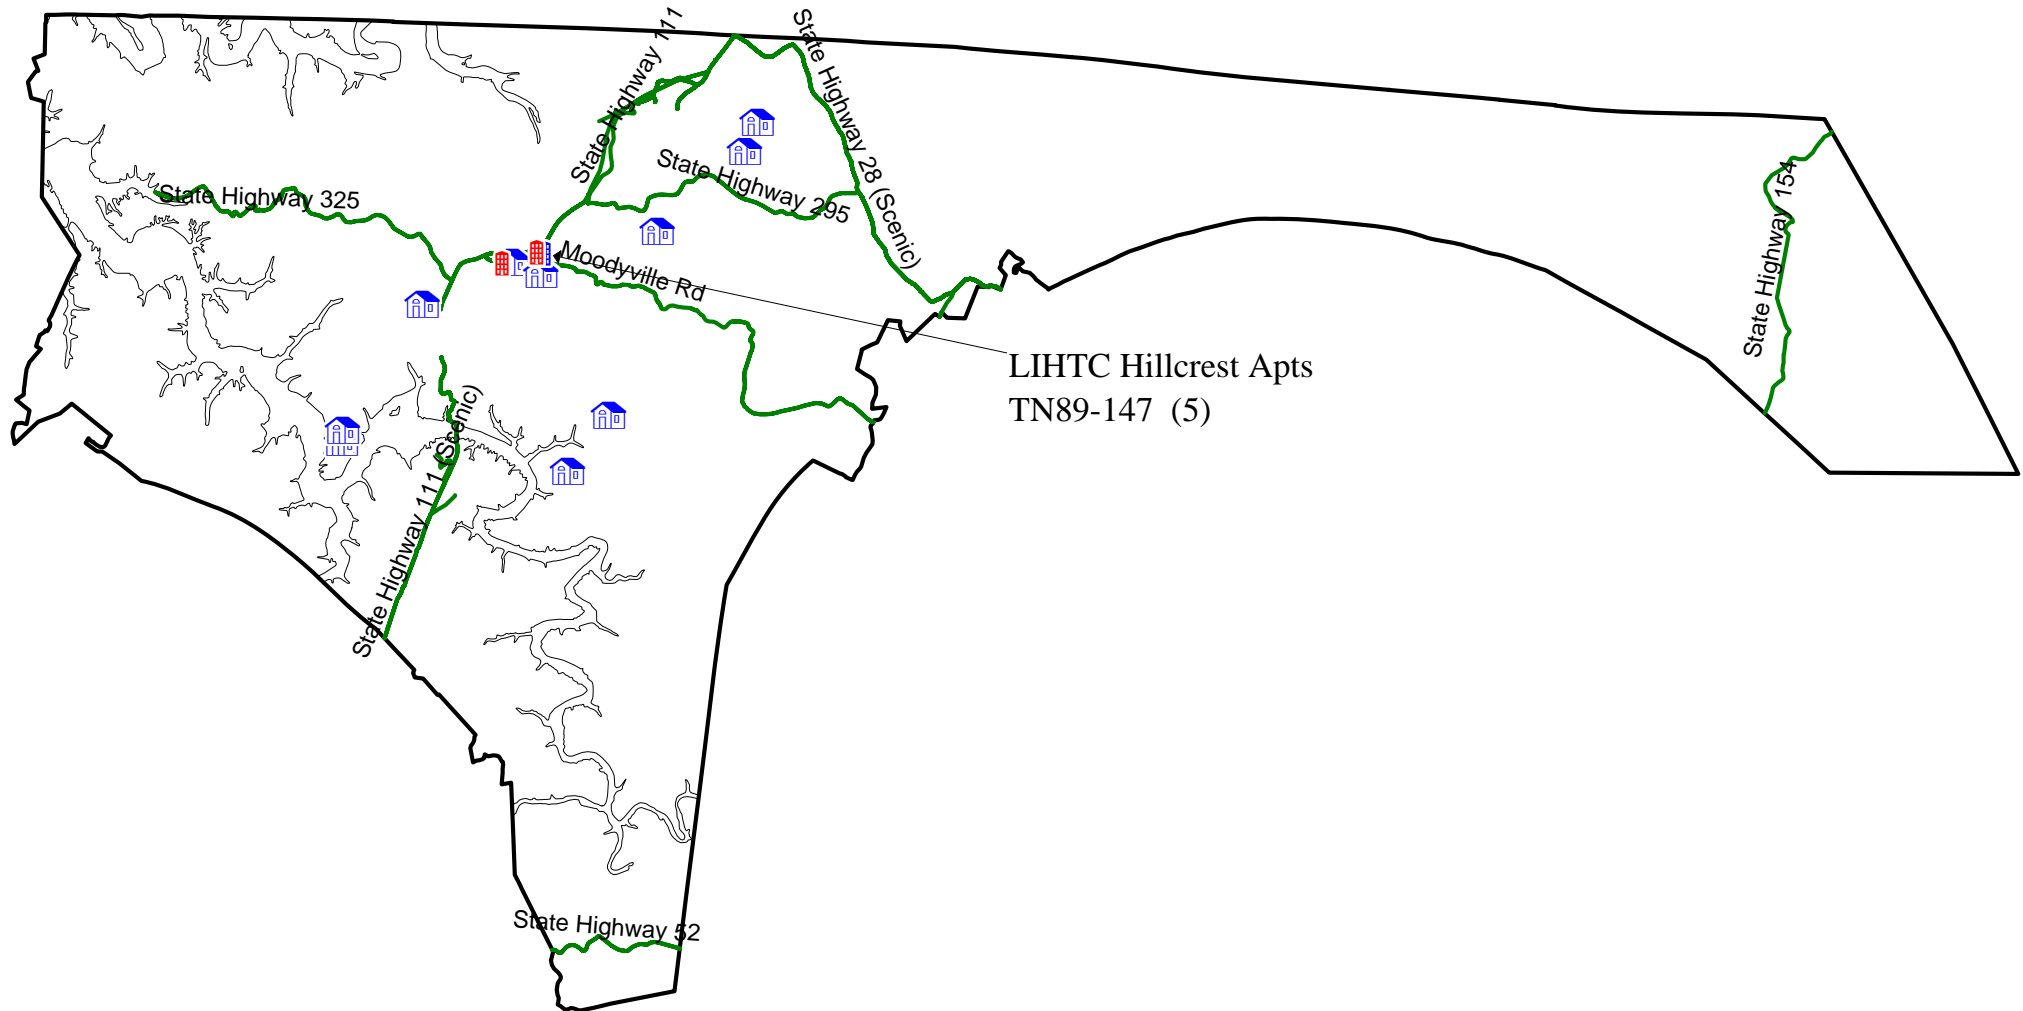 State Highway 111
State Highway 28 (Scenic)
State Highway 295
State Highway 154
State Highway 325
Moodyville Rd
LIHTC Hillcrest Apts
TN89-147 (5)
State Highway 111 (Scenic)
State Highway 52